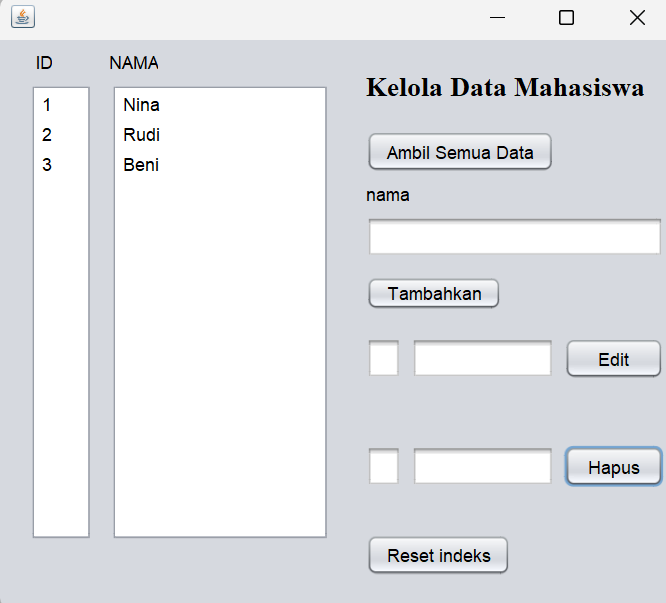 ID NAMA
1 Nina
2 Rudi
3 Beni
Kelola Data Mahasiswa
Ambil Semua Data
nama
Tambahkan
Edit
Hapus
Reset indeks